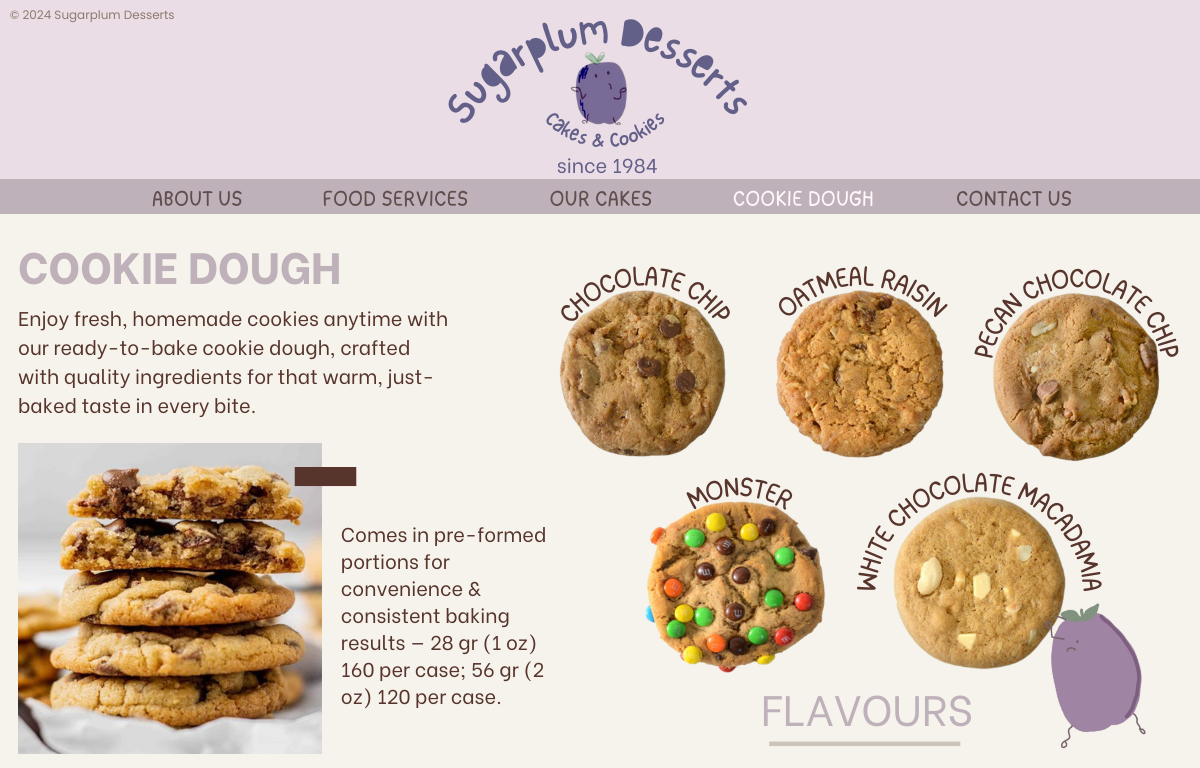 © 2024 Sugarplum Desserts
Sugarplum Desserts
Cakes & Cookies
since 1984
ABOUT US
FOOD SERVICES
OUR CAKES
COOKIE DOUGH
CONTACT US
COOKIE DOUGH
Enjoy fresh, homemade cookies anytime with
our ready-to-bake cookie dough, crafted
with quality ingredients for that warm, just-
baked taste in every bite.
Comes in pre-formed
portions for
convenience &
consistent baking
results – 28 gr (1 oz)
160 per case; 56 gr (2
oz) 120 per case.
CHOCOLATE CHIP
OATMEAL RAISIN
PECAN CHOCOLATE CHIP
MONSTER
WHITE CHOCOLATE MACADAMIA
FLAVOURS